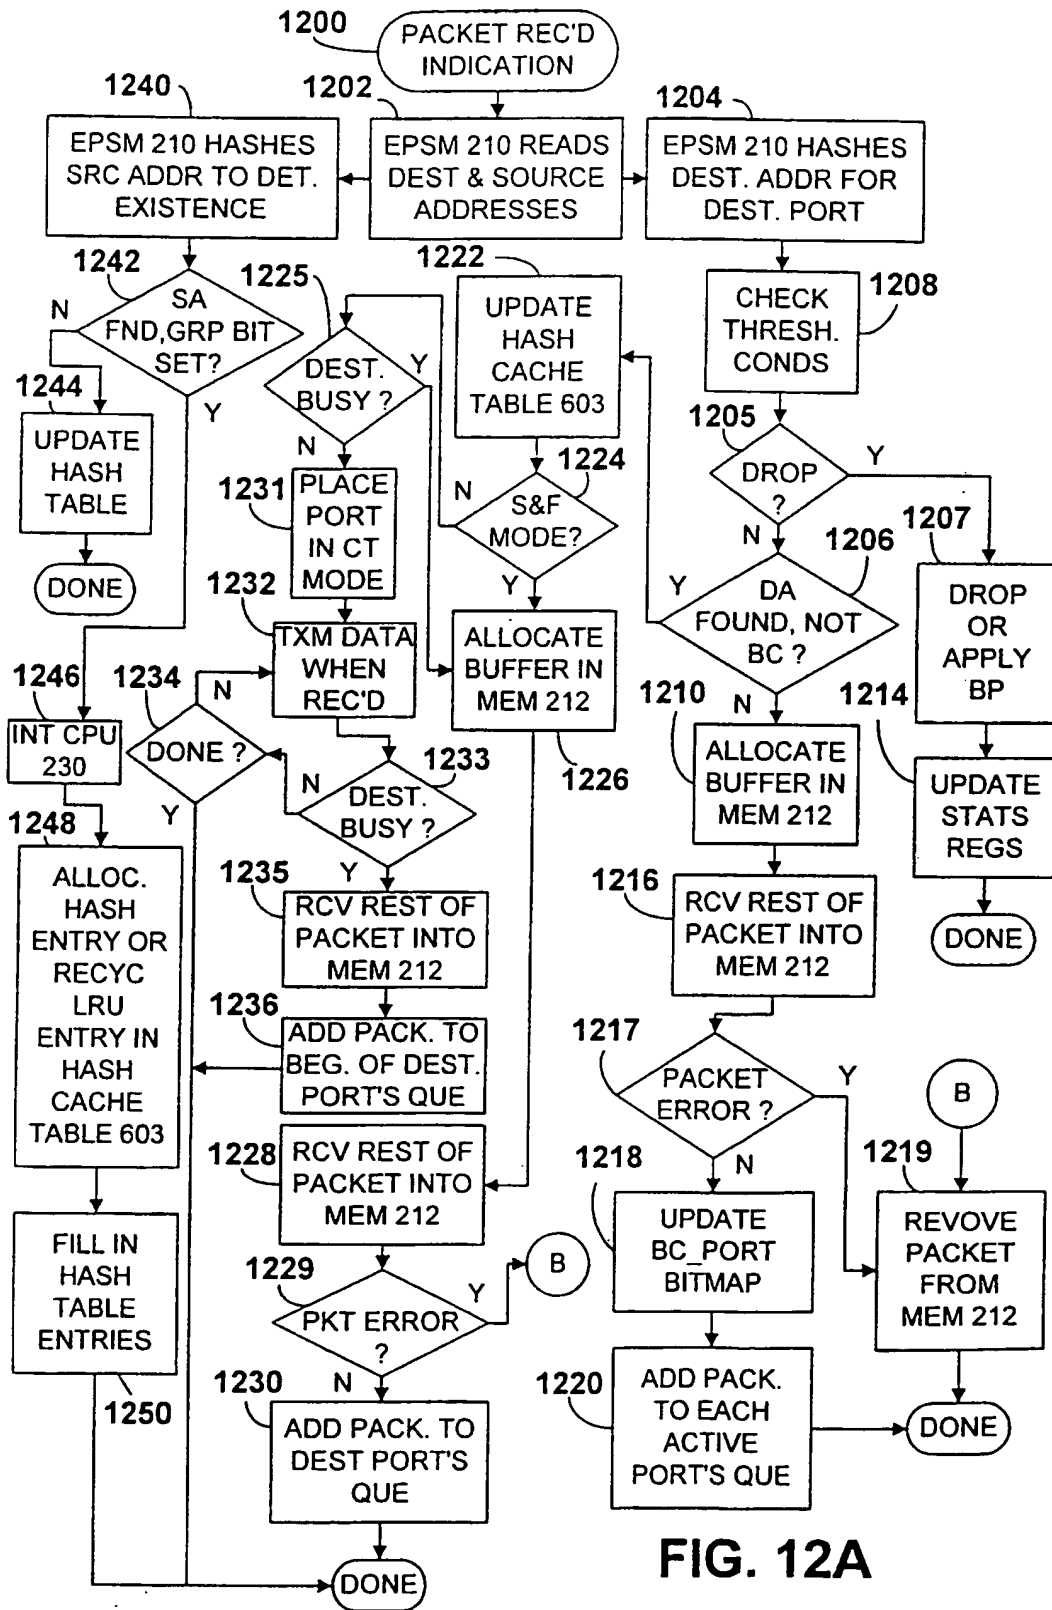 1200
PACKET REC'D
INDICATION
1240
1202
1204
EPSM 210 HASHES
SRC ADDR TO DET.
EXISTENCE
EPSM 210 READS
DEST & SOURCE
ADDRESSES
EPSM 210 HASHES
DEST. ADDR FOR
DEST. PORT
1242
N
SA
FND,GRP BIT
SET?
Y
1225
DEST.
BUSY ?
Y
N
1222
UPDATE
HASH
CACHE
TABLE 603
1208
CHECK
THRESH.
CONDS
1244
UPDATE
HASH
TABLE
DONE
1205
DROP
?
Y
N
1231
PLACE
PORT
IN CT
MODE
1224
N
S&F
MODE?
Y
1206
Y
DA
FOUND, NOT
BC ?
N
1207
DROP
OR
APPLY
BP
1232
TXM DATA
WHEN
REC'D
ALLOCATE
BUFFER IN
MEM 212
1226
1210
ALLOCATE
BUFFER IN
MEM 212
1214
UPDATE
STATS
REGS
DONE
1246
INT CPU
230
1234
N
DONE ?
Y
1233
N
DEST.
BUSY ?
Y
1248
ALLOC.
HASH
ENTRY OR
RECYC
LRU
ENTRY IN
HASH
CACHE
TABLE 603
1235
RCV REST OF
PACKET INTO
MEM 212
1216
RCV REST OF
PACKET INTO
MEM 212
1236
ADD PACK. TO
BEG. OF DEST.
PORT'S QUE
1217
PACKET
ERROR ?
Y
N
B
1228
RCV REST OF
PACKET INTO
MEM 212
1218
UPDATE
BC_PORT
BITMAP
1219
REVOVE
PACKET
FROM
MEM 212
FILL IN
HASH
TABLE
ENTRIES
1250
1229
PKT ERROR
?
Y
N
B
1230
ADD PACK. TO
DEST PORT'S
QUE
1220
ADD PACK.
TO EACH
ACTIVE
PORT'S QUE
DONE
DONE
FIG. 12A